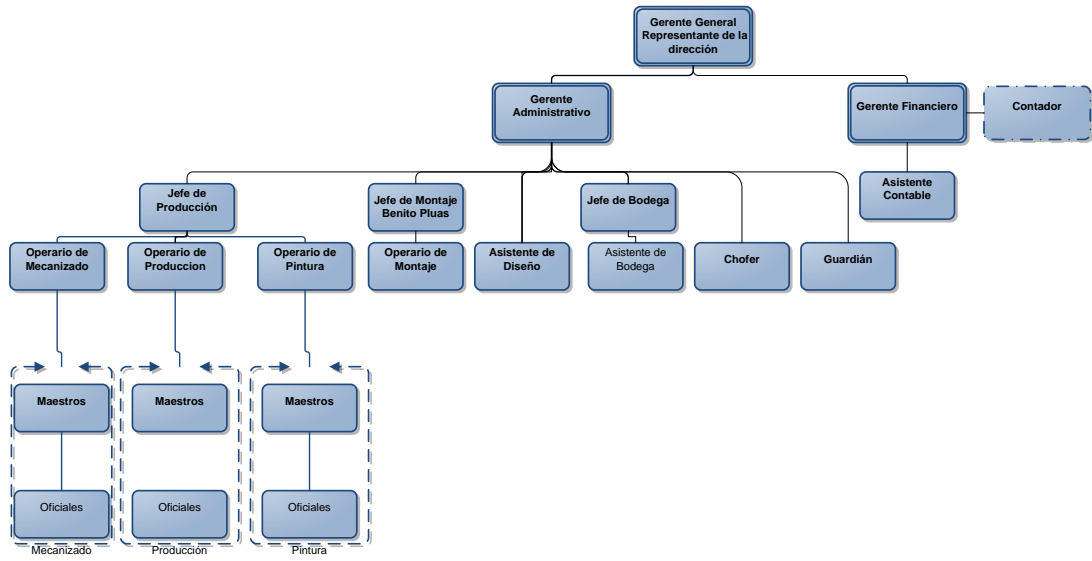 Gerente General
Representante de la
dirección
Gerente
Administrativo
Gerente Financiero
Contador
Jefe de
Producción
Jefe de Montaje
Benito Pluas
Jefe de Bodega
Asistente
Contable
Operario de
Mecanizado
Operario de
Produccion
Operario de
Pintura
Operario de
Montaje
Asistente de
Diseño
Asistente de
Bodega
Chofer
Guardián
Maestros
Maestros
Maestros
Oficiales
Oficiales
Oficiales
Mecanizado
Producción
Pintura